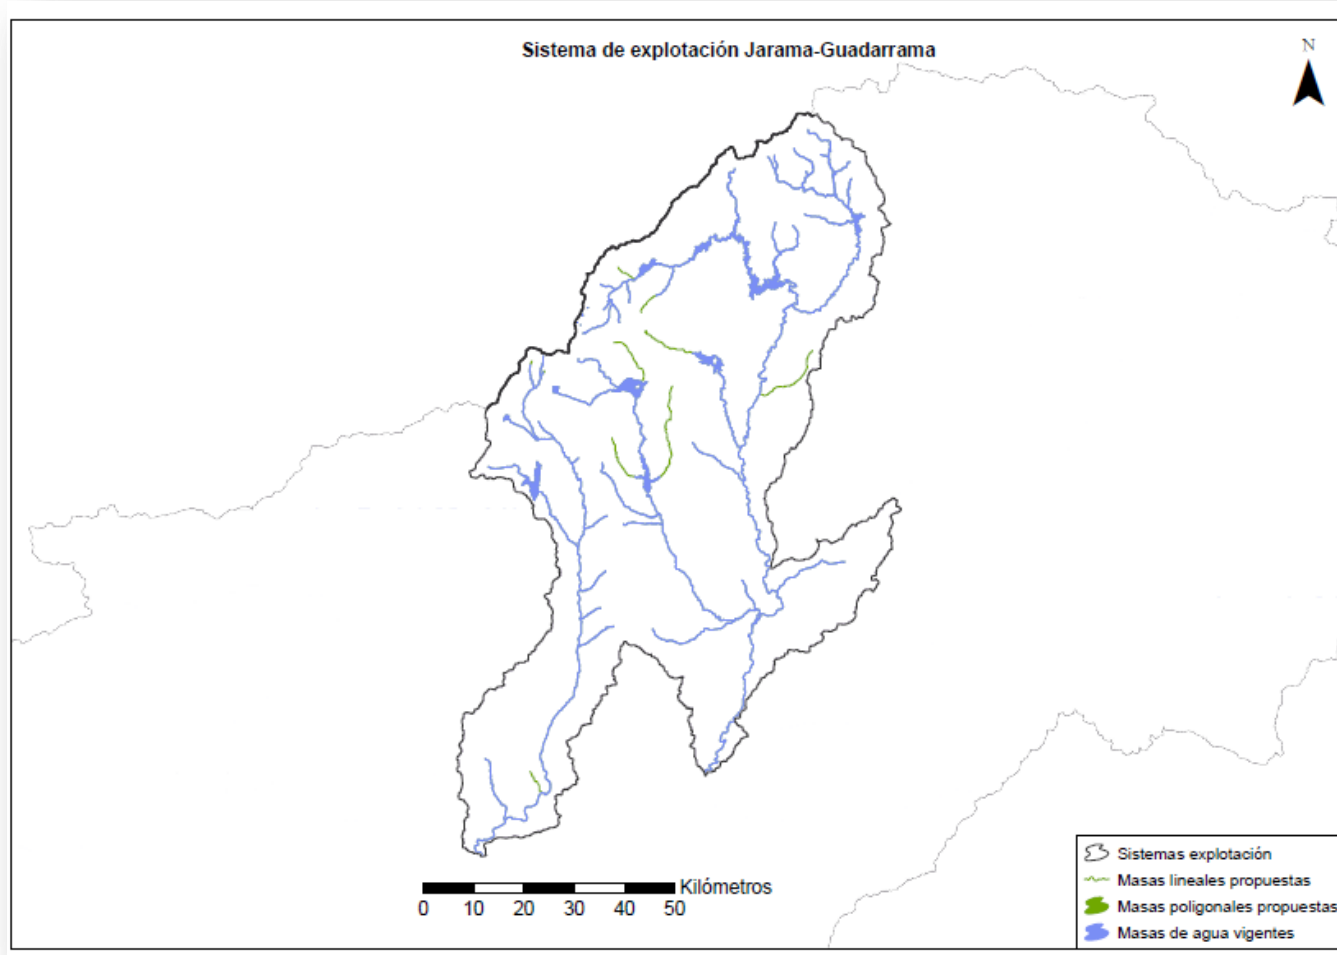 Sistema de explotación Jarama-Guadarrama
N
Kilómetros
0 10 20 30 40 50
Sistemas explotación
Masas lineales propuestas
Masas poligonales propuestas
Masas de agua vigentes